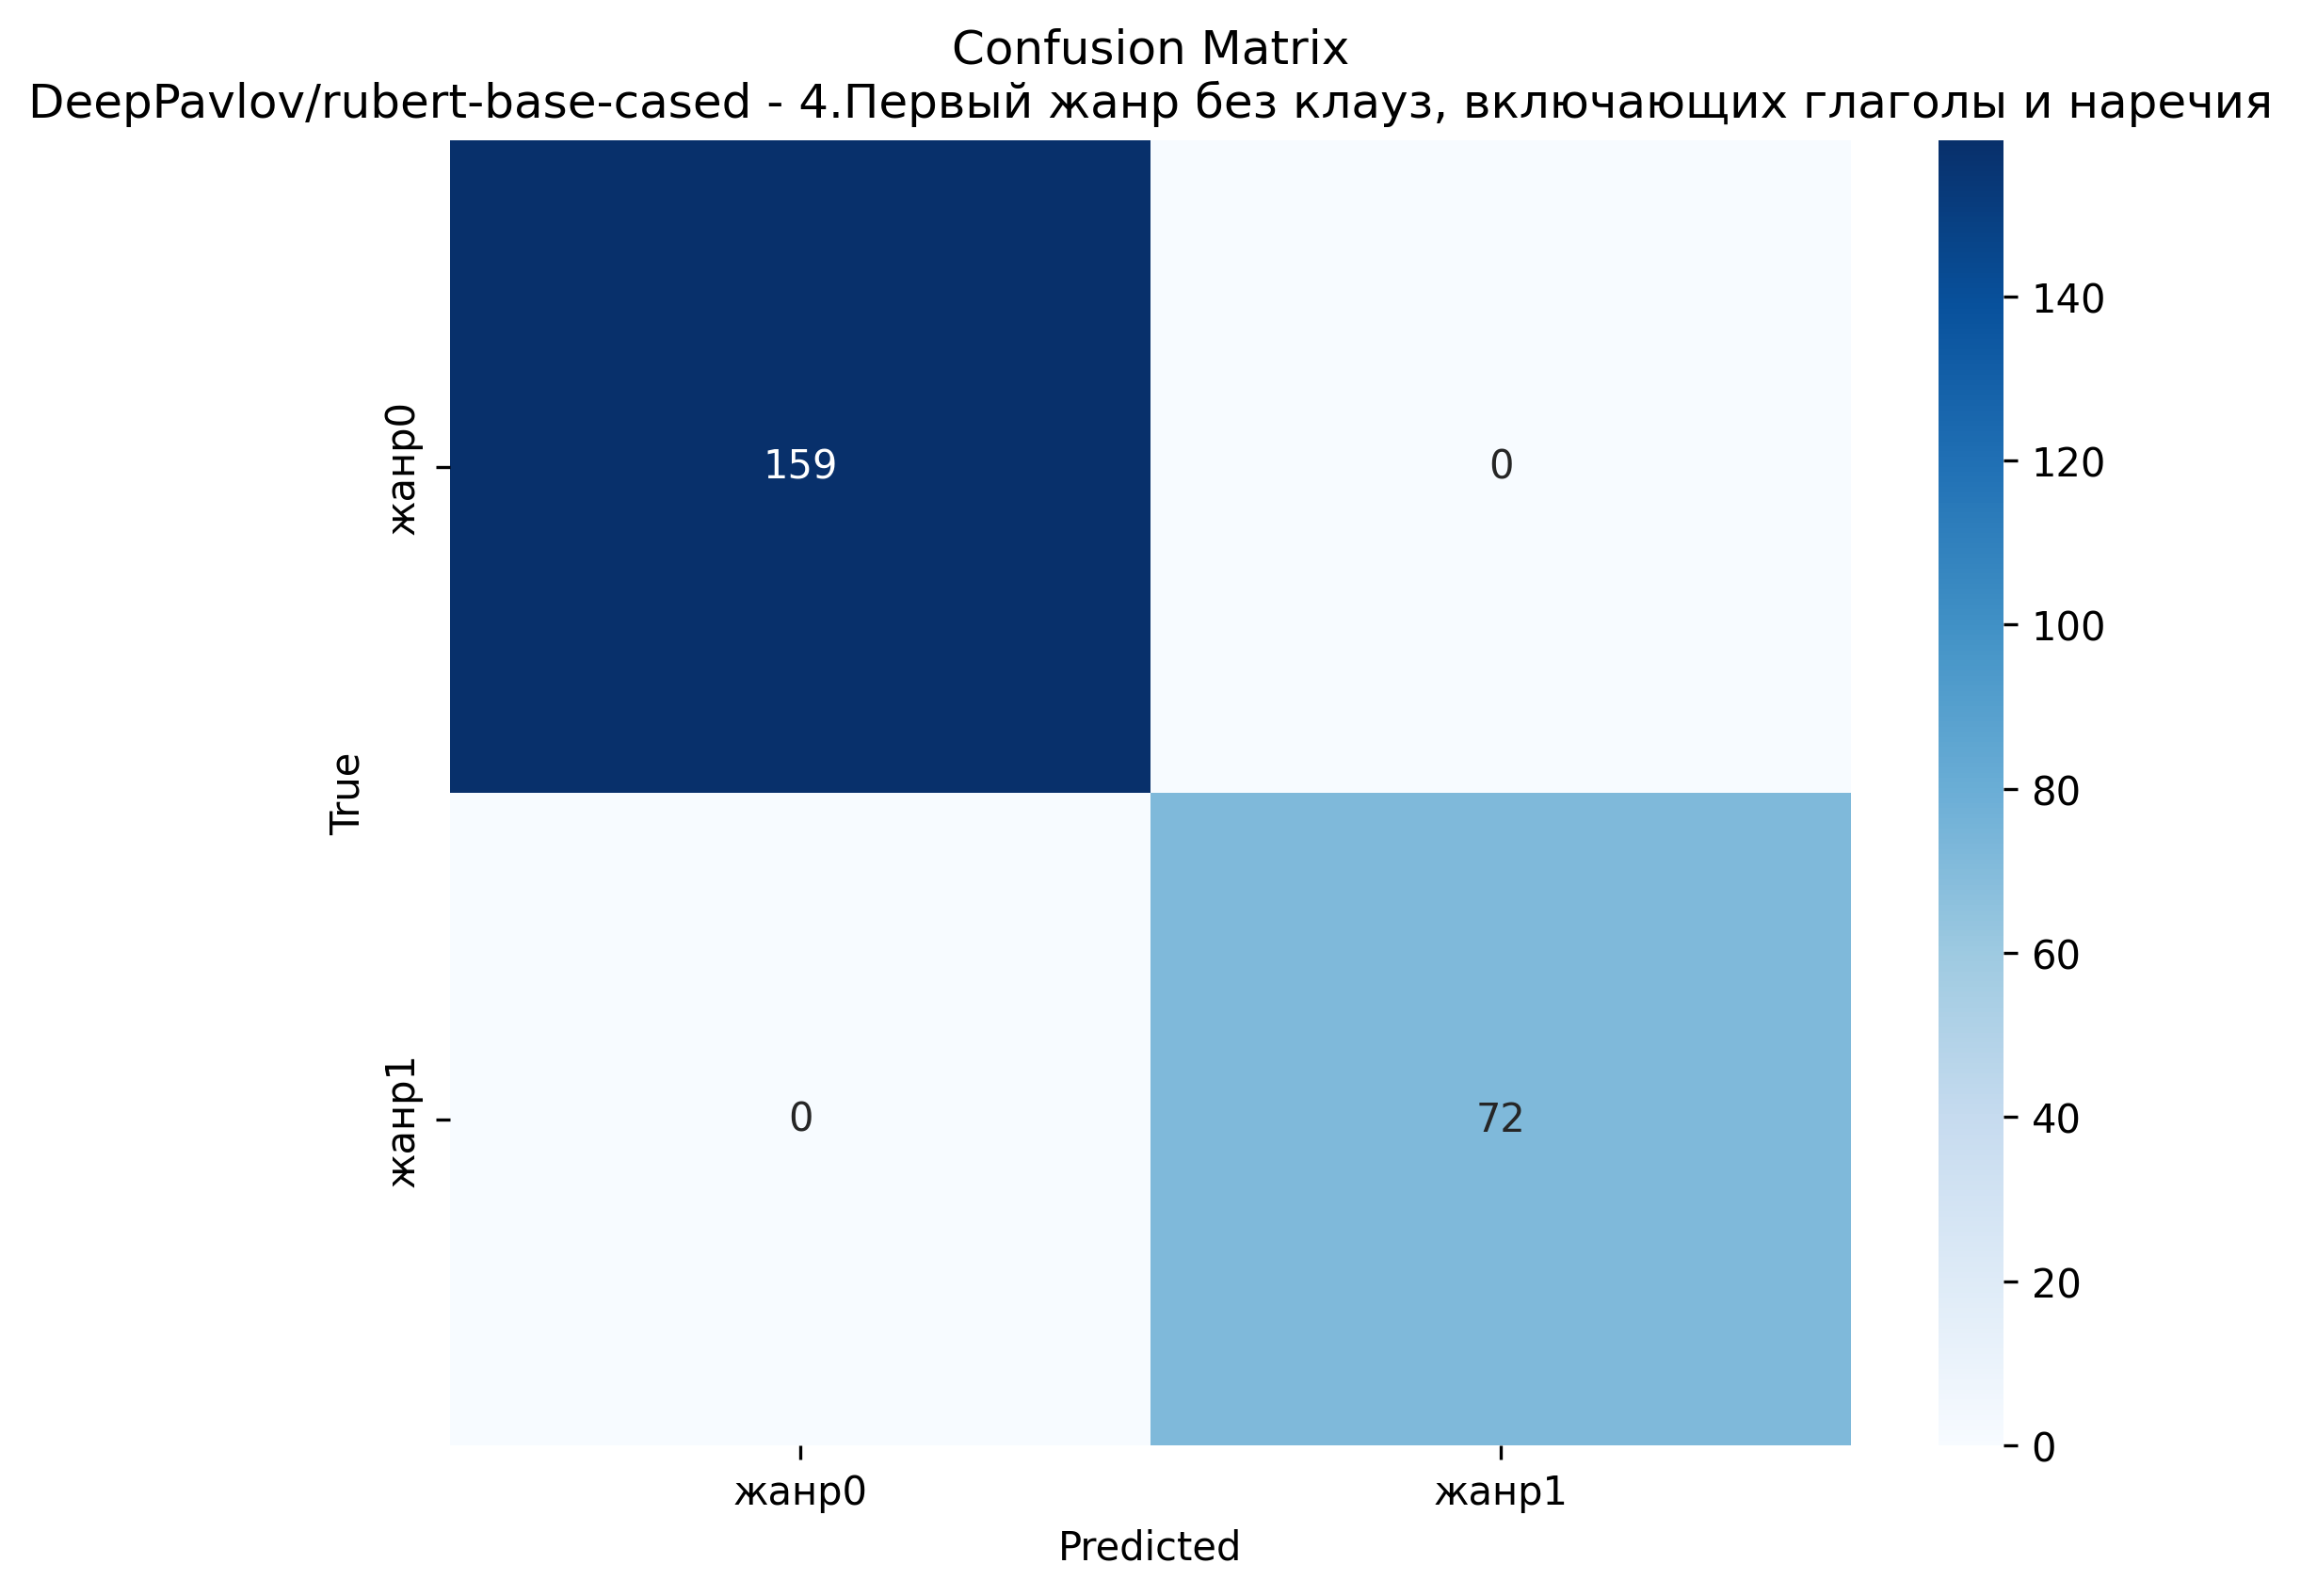 Confusion Matrix
DeepPavlov/rubert-base-cased - 4.Первый жанр без клауз, включающих глаголы и наречия
True
жанр0
159
0
жанр1
0
72
жанр0
жанр1
Predicted
140
120
100
80
60
40
20
0